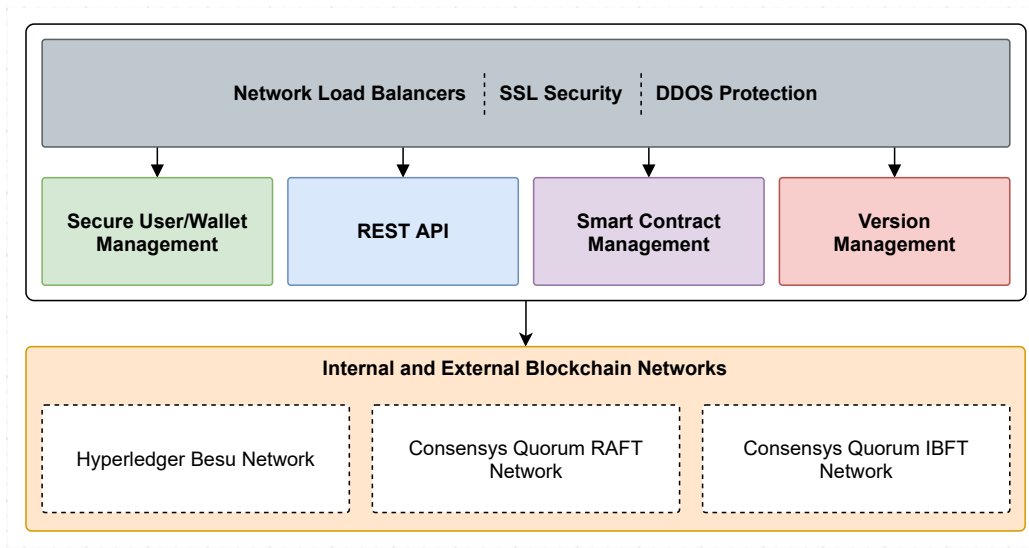 Network Load Balancers SSL Security DDOS Protection
Secure User/Wallet
Management
REST API
Smart Contract
Management
Version
Management
Internal and External Blockchain Networks
Hyperledger Besu Network
Consensys Quorum RAFT
Network
Consensys Quorum IBFT
Network